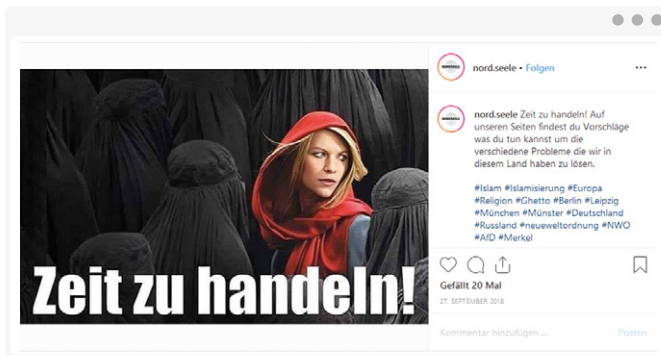 Zeit zu handeln!
nord.seele • Folgen
nord.seele Zeit zu handeln! Auf
unseren Seiten findest du Vorschläge
was du tun kannst um die
verschiedene Probleme die wir in
diesem Land haben zu lösen.
#Islam #Islamisierung #Europa
#Religion #Ghetto #Berlin #Leipzig
#München #Münster #Deutschland
#Russland #neueweltordnung #NWO
#AfD #Merkel
Gefällt 20 Mal
27. SEPTEMBER 2018
Kommentar hinzufügen ... Posten